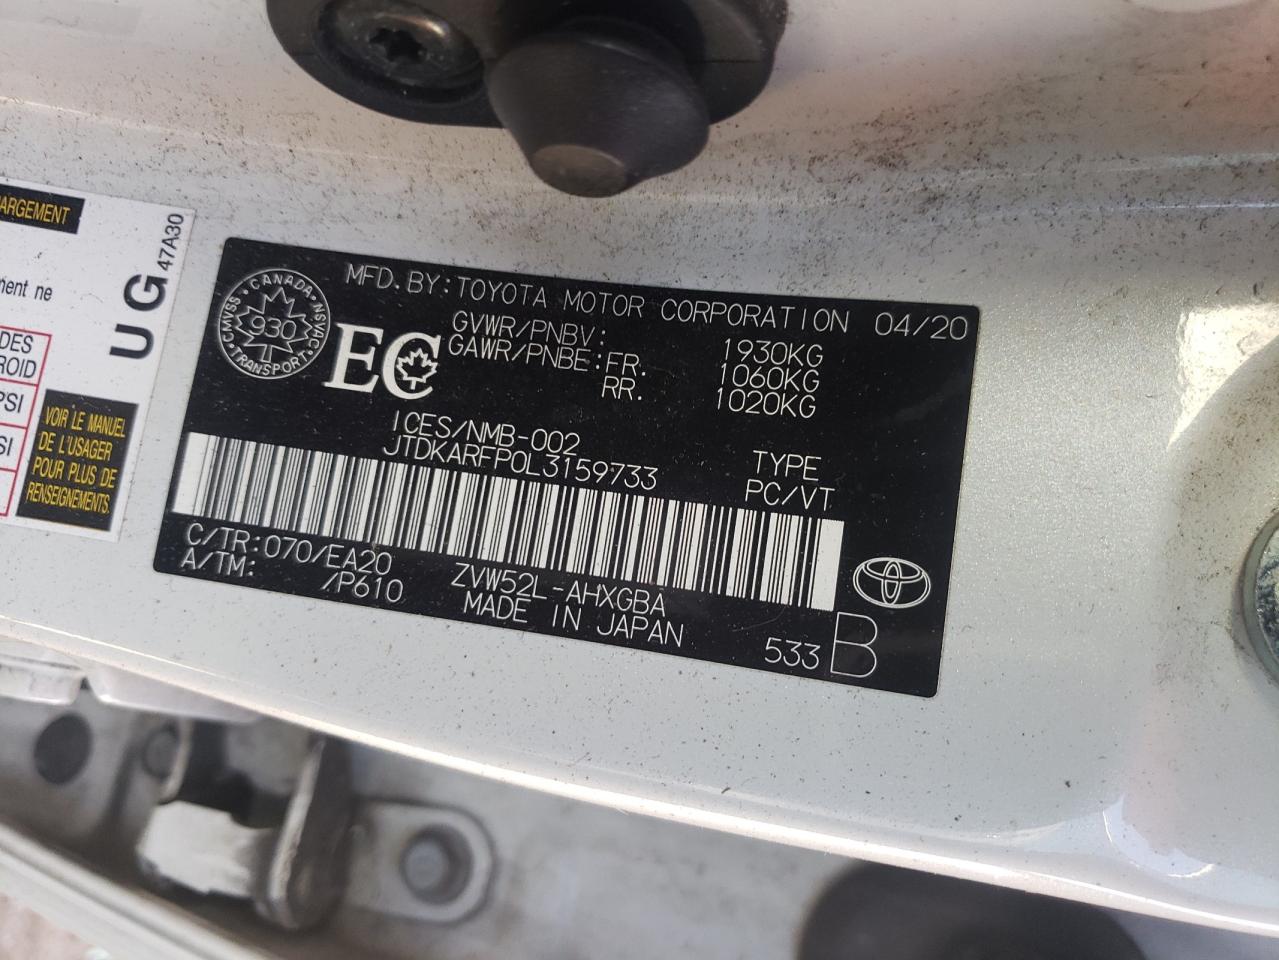 ARGEMENT
ment ne
UG
47A30
DES
ROID
PSI
SI
VOIR LE MANUEL
DE L'USAGER
POUR PLUS DE
RENSEIGNEMENTS.
CANADA
CMVSS 930 NSVAC
TRANSPORT
EC
MFD. BY: TOYOTA MOTOR CORPORATION 04/20
GVWR/PNBV: 1930KG
GAWR/PNBE: FR. 1060KG
RR. 1020KG
ICES/NMB-002
JTDKARFP0L3159733
TYPE
PC/VT
C/TR: 070/EA20 ZVW52L-AHXGBA
A/TM: /P610 MADE IN JAPAN
533 B